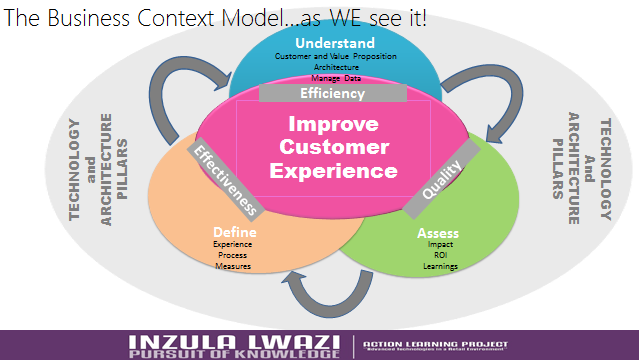 The Business Context Model...as WE see it!
Understand
Customer and Value Proposition
Architecture
Manage Data
Efficiency
Improve
Customer
Experience
TECHNOLOGY
and
ARCHITECTURE
PILLARS
TECHNOLOGY
And
ARCHITECTURE
PILLARS
Effectiveness
Quality
Define
Experience
Process
Measures
Assess
Impact
ROI
Learnings
INZULA LWAZI
PURSUIT OF KNOWLEDGE
ACTION LEARNING PROJECT
"Advanced Technologies in a Retail Environment"